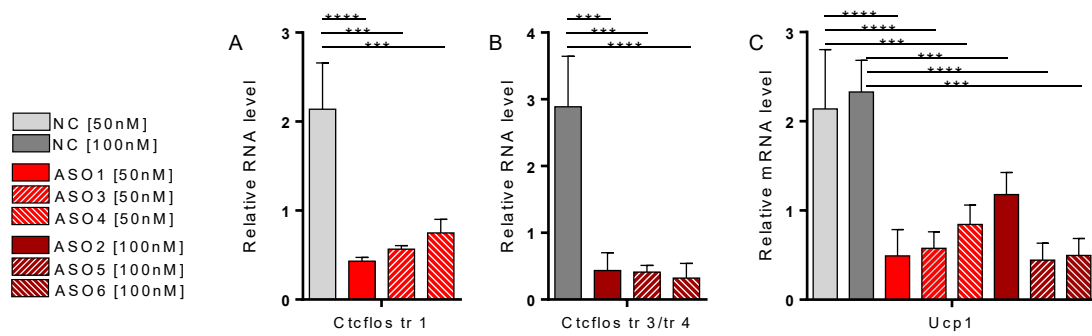 NC [50nM]
NC [100nM]
ASO1 [50nM]
ASO3 [50nM]
ASO4 [50nM]
ASO2 [100nM]
ASO5 [100nM]
ASO6 [100nM]
A
****
***
***
Relative RNA level
3
2
1
0
Ctcflos tr 1
B
***
***
****
Relative RNA level
4
3
2
1
0
Ctcflos tr 3/tr 4
C
****
****
***
***
****
***
Relative mRNA level
3
2
1
0
Ucp1